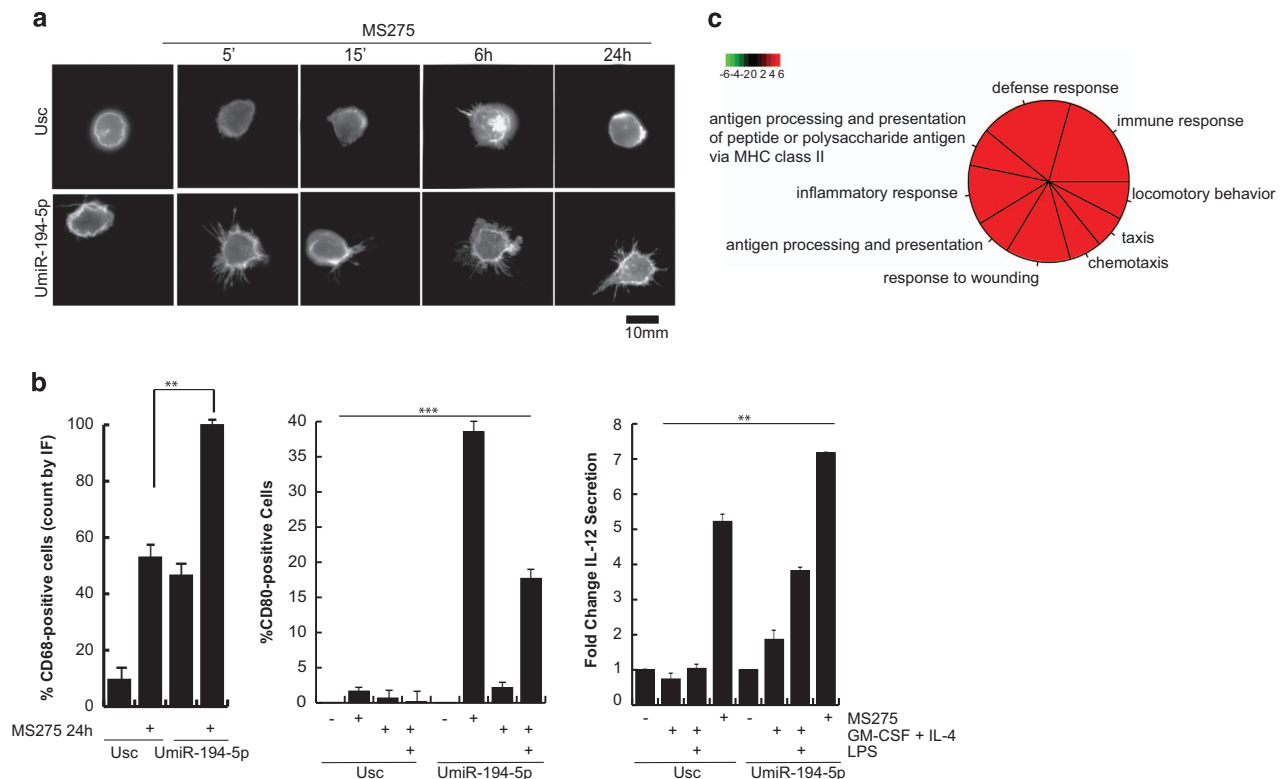 a
MS275
5’ 15’ 6h 24h
Usc
UmiR-194-5p
10mm
c
-6-4-20 2 4 6
defense response
immune response
antigen processing and presentation
of peptide or polysaccharide antigen
via MHC class II
inflammatory response
locomotory behavior
antigen processing and presentation
taxis
chemotaxis
response to wounding
b
**
% CD68-positive cells (count by IF)
100
80
60
40
20
0
MS275 24h + +
Usc UmiR-194-5p
***
%CD80-positive Cells
40
35
30
25
20
15
10
5
0
- + + + - + + +
+ +
Usc UmiR-194-5p
**
Fold Change IL-12 Secretion
8
7
6
5
4
3
2
1
0
- + - + MS275
+ + + + GM-CSF + IL-4
+ + LPS
Usc UmiR-194-5p